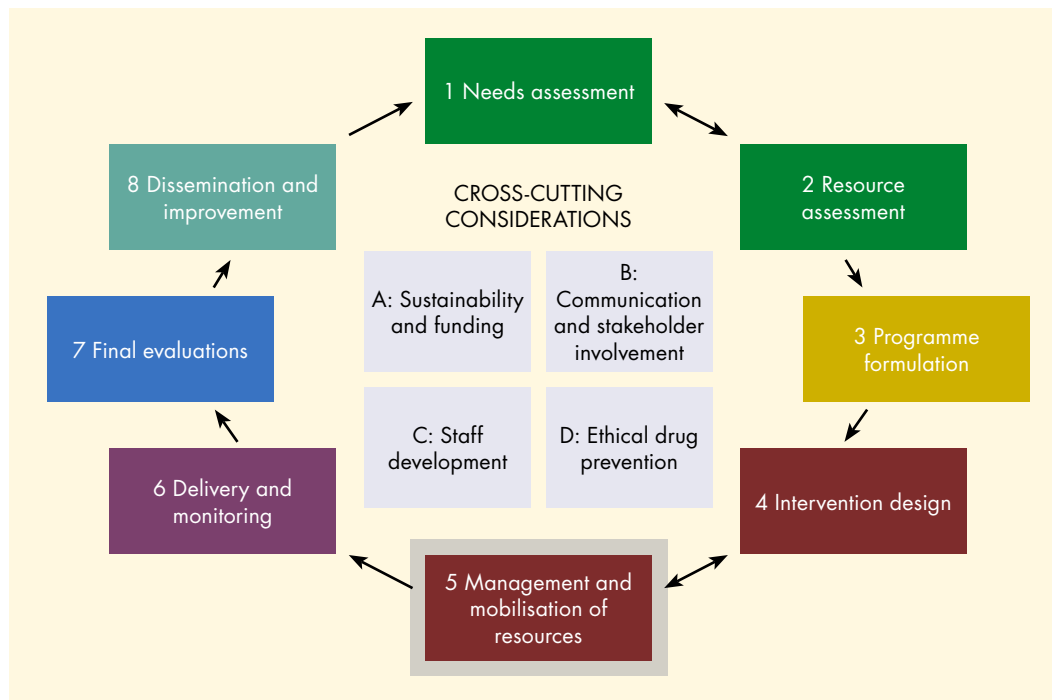 1 Needs assessment
2 Resource
assessment
3 Programme
formulation
4 Intervention design
5 Management and
mobilisation of
resources
6 Delivery and
monitoring
7 Final evaluations
8 Dissemination and
improvement
CROSS-CUTTING
CONSIDERATIONS
A: Sustainability
and funding
B:
Communication
and stakeholder
involvement
C: Staff
development
D: Ethical drug
prevention